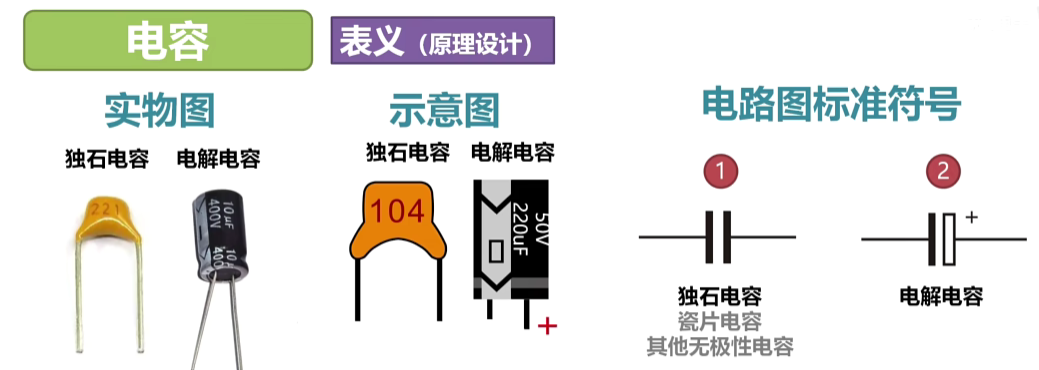 电容
表义（原理设计）
实物图
示意图
电路图标准符号
独石电容 电解电容
独石电容 电解电容
221
10μF
400V
104
50V
220uF
+
1
2
+
独石电容
瓷片电容
其他无极性电容
电解电容